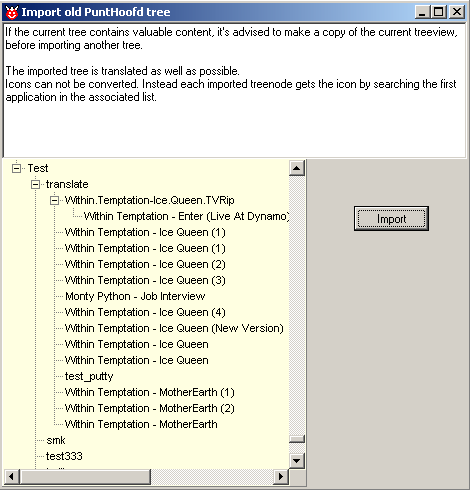 Import old PuntHoofd tree
If the current tree contains valuable content, it's advised to make a copy of the current treeview,
before importing another tree.
The imported tree is translated as well as possible.
Icons can not be converted. Instead each imported treenode gets the icon by searching the first
application in the associated list.
Test
translate
Within.Temptation-Ice.Queen.TVRip
Within Temptation - Enter (Live At Dynamo)
Within Temptation - Ice Queen (1)
Within Temptation - Ice Queen (1)
Within Temptation - Ice Queen (2)
Within Temptation - Ice Queen (3)
Monty Python - Job Interview
Within Temptation - Ice Queen (4)
Within Temptation - Ice Queen (New Version)
Within Temptation - Ice Queen
Within Temptation - Ice Queen
test_putty
Within Temptation - MotherEarth (1)
Within Temptation - MotherEarth (2)
Within Temptation - MotherEarth
smk
test333
Import